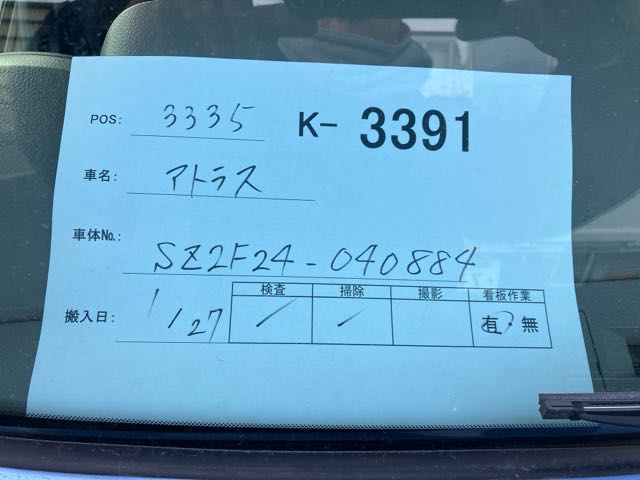 POS: 3335 K- 3391
車名: アトラス
車体No.: SZ2F24-040884
検査 掃除 撮影 看板作業
搬入日: 1/27 ✓ ✓ 有・無